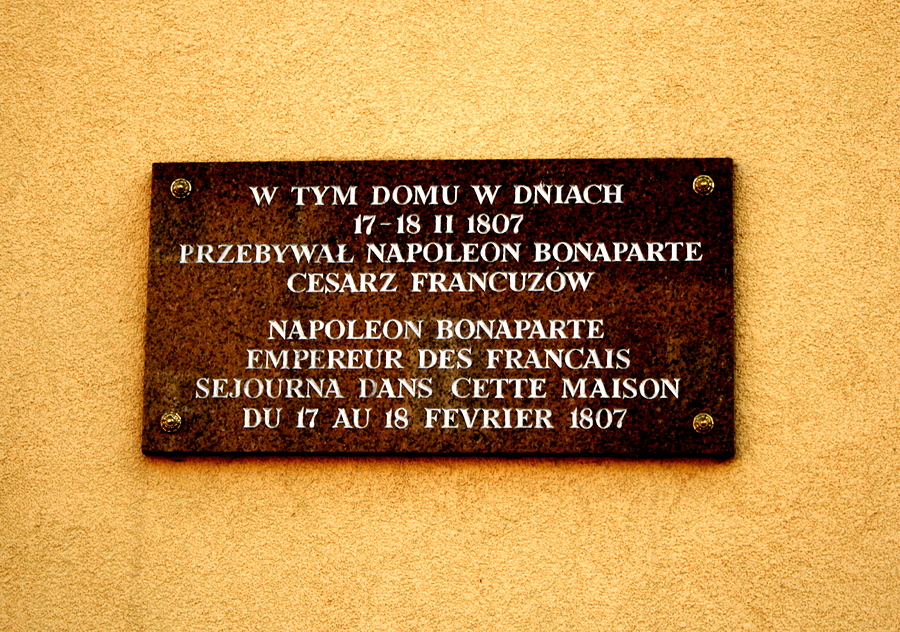 W TYM DOMU W DNIACH
17-18 II 1807
PRZEBYWAŁ NAPOLEON BONAPARTE
CESARZ FRANCUZÓW
NAPOLEON BONAPARTE
EMPEREUR DES FRANCAIS
SEJOURNA DANS CETTE MAISON
DU 17 AU 18 FEVRIER 1807